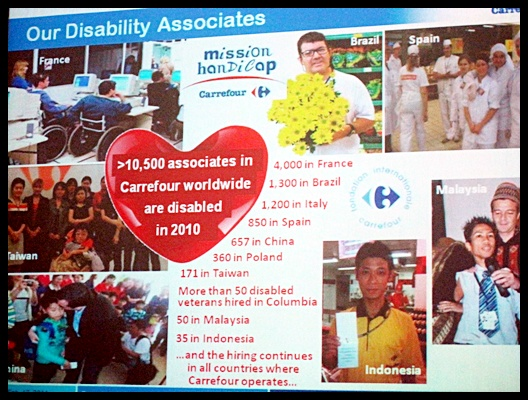 Our Disability Associates
Carre
France
mission
handicap
Carrefour
Brazil
Spain
>10,500 associates in
Carrefour worldwide
are disabled
in 2010
4,000 in France
1,300 in Brazil
1,200 in Italy
850 in Spain
657 in China
360 in Poland
171 in Taiwan
More than 50 disabled
veterans hired in Columbia
50 in Malaysia
35 in Indonesia
...and the hiring continues
in all countries where
Carrefour operates...
fondation internationale
carrefour
Malaysia
Taiwan
China
Indonesia